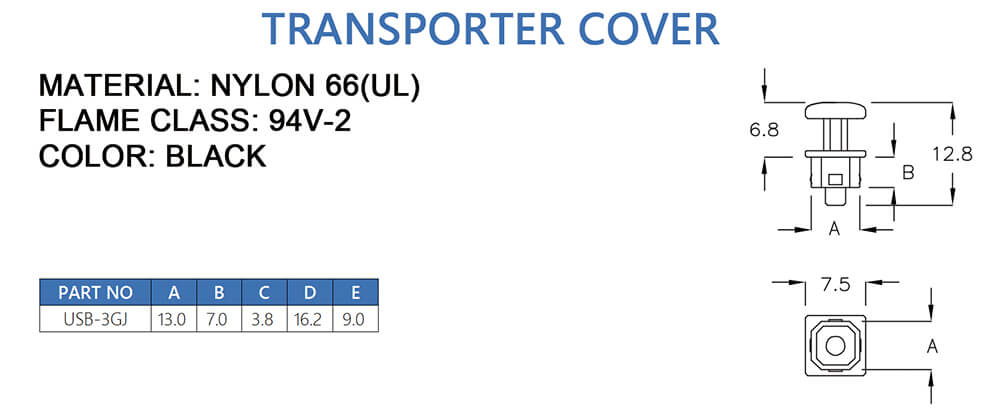 TRANSPORTER COVER
MATERIAL: NYLON 66(UL)
FLAME CLASS: 94V-2
COLOR: BLACK
6.8
12.8
B
A
PART NO A B C D E
USB-3GJ 13.0 7.0 3.8 16.2 9.0
7.5
A